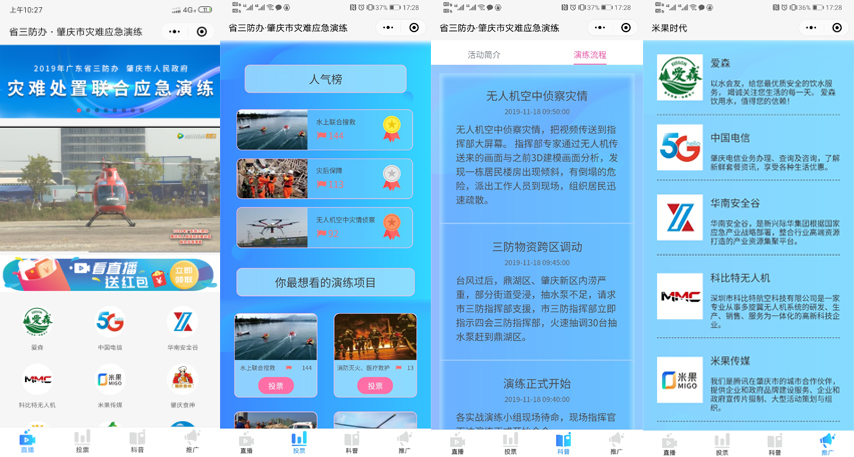 上午10:27
4G
省三防办·肇庆市灾难应急演练
2019年广东省三防办 肇庆市人民政府
灾难处置联合应急演练
看直播
送红包
立即
领取
爱森
中国电信
华南安全谷
科比特无人机
米果传媒
肇庆食神
直播
投票
科普
推广
37% 17:28
省三防办·肇庆市灾难应急演练
人气榜
水上联合搜救
144
灾后保障
113
无人机空中灾情侦察
92
你最想看的演练项目
水上联合搜救 144
投票
消防灭火、医疗救护 13
投票
直播
投票
科普
推广
37% 17:28
省三防办·肇庆市灾难应急演练
活动简介
演练流程
无人机空中侦察灾情
2019-11-18 09:50:00
无人机空中侦察灾情，把视频传送到指
挥部大屏幕。 指挥部专家通过无人机传
送来的画面与之前3D建模画面分析，发
现一栋居民楼房出现倾斜，有倒塌的危
险，派出工作人员到现场，组织居民迅
速疏散。
三防物资跨区调动
2019-11-18 09:45:00
台风过后，鼎湖区、肇庆新区内涝严
重，部分街道受浸，抽水泵不足，请求
市三防指挥部支援，市三防指挥部立即
指示四会三防指挥部，火速抽调30台抽
水泵赶到鼎湖区。
演练正式开始
2019-11-18 09:40:00
各实战演练小组现场待命，现场指挥官
直播
投票
科普
推广
36% 17:28
米果时代
爱森
以水会友，给您最优质安全的饮水服
务， 竭诚关注您生活的每一天。 爱森
饮用水，值得您的信赖！
中国电信
肇庆电信业务办理、查询及咨询，了解
新鲜套餐资讯，享受各种生活优惠。
华南安全谷
华南安全谷，是新兴际华集团根据国家
应急产业战略部署，整合行业高端资源
打造的产业资源集聚平台。
科比特无人机
深圳市科比特航空科技有限公司是一家
专业从事多旋翼无人机系统的研发、生
产、销售、服务为一体化的高新科技企
业。
米果传媒
我们是腾讯在肇庆市的城市合作伙伴，
提供企业和政府品牌建设服务、企业和
政府宣传片摄制、大型活动策划与组
织。
直播
投票
科普
推广